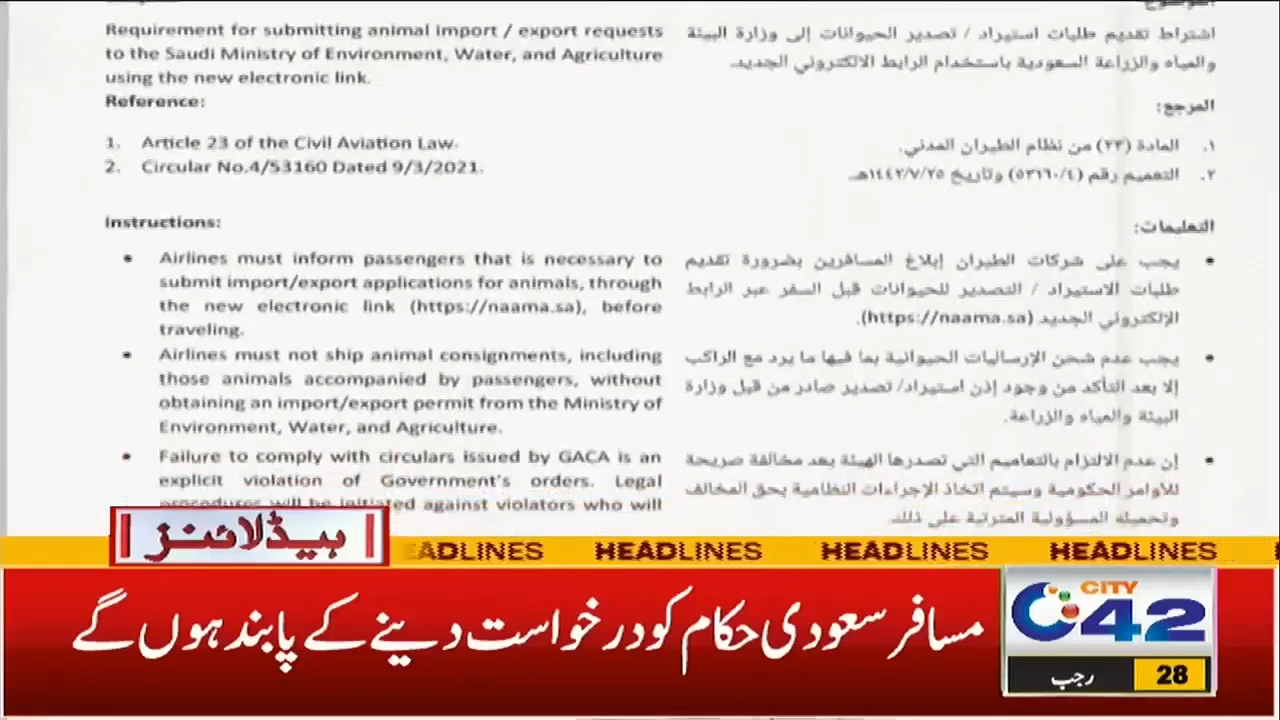 Requirement for submitting animal import / export requests
to the Saudi Ministry of Environment, Water, and Agriculture
using the new electronic link.
Reference:
1. Article 23 of the Civil Aviation Law.
2. Circular No.4/53160 Dated 9/3/2021.
Instructions:
• Airlines must inform passengers that is necessary to
submit import/export applications for animals, through
the new electronic link (https://naama.sa), before
traveling.
• Airlines must not ship animal consignments, including
those animals accompanied by passengers, without
obtaining an import/export permit from the Ministry of
Environment, Water, and Agriculture.
• Failure to comply with circulars issued by GACA is an
explicit violation of Government's orders. Legal
procedures will be initiated against violators who will
الموضوع:
اشتراط تقديم طلبات استيراد / تصدير الحيوانات إلى وزارة البيئة
والمياه والزراعة السعودية باستخدام الرابط الالكتروني الجديد.
المرجع:
١. المادة (٢٣) من نظام الطيران المدني.
٢. التعميم رقم (٥٣١٦٠/٤) وتاريخ ١٤٤٢/٧/٢٥هـ.
التعليمات:
• يجب على شركات الطيران إبلاغ المسافرين بضرورة تقديم
طلبات الاستيراد / التصدير للحيوانات قبل السفر عبر الرابط
الإلكتروني الجديد (https://naama.sa).
• يجب عدم شحن الإرساليات الحيوانية بما فيها ما يرد مع الراكب
إلا بعد التأكد من وجود إذن استيراد/ تصدير صادر من قبل وزارة
البيئة والمياه والزراعة.
• إن عدم الالتزام بالتعاميم التي تصدرها الهيئة يعد مخالفة صريحة
للأوامر الحكومية وسيتم اتخاذ الإجراءات النظامية بحق المخالف
وتحميله المسؤولية المترتبة على ذلك.
ہیڈلائنز
EADLINES HEADLINES HEADLINES HEADLINES
مسافر سعودی حکام کو درخواست دینے کے پابند ہوں گے
CITY
42
28 رجب